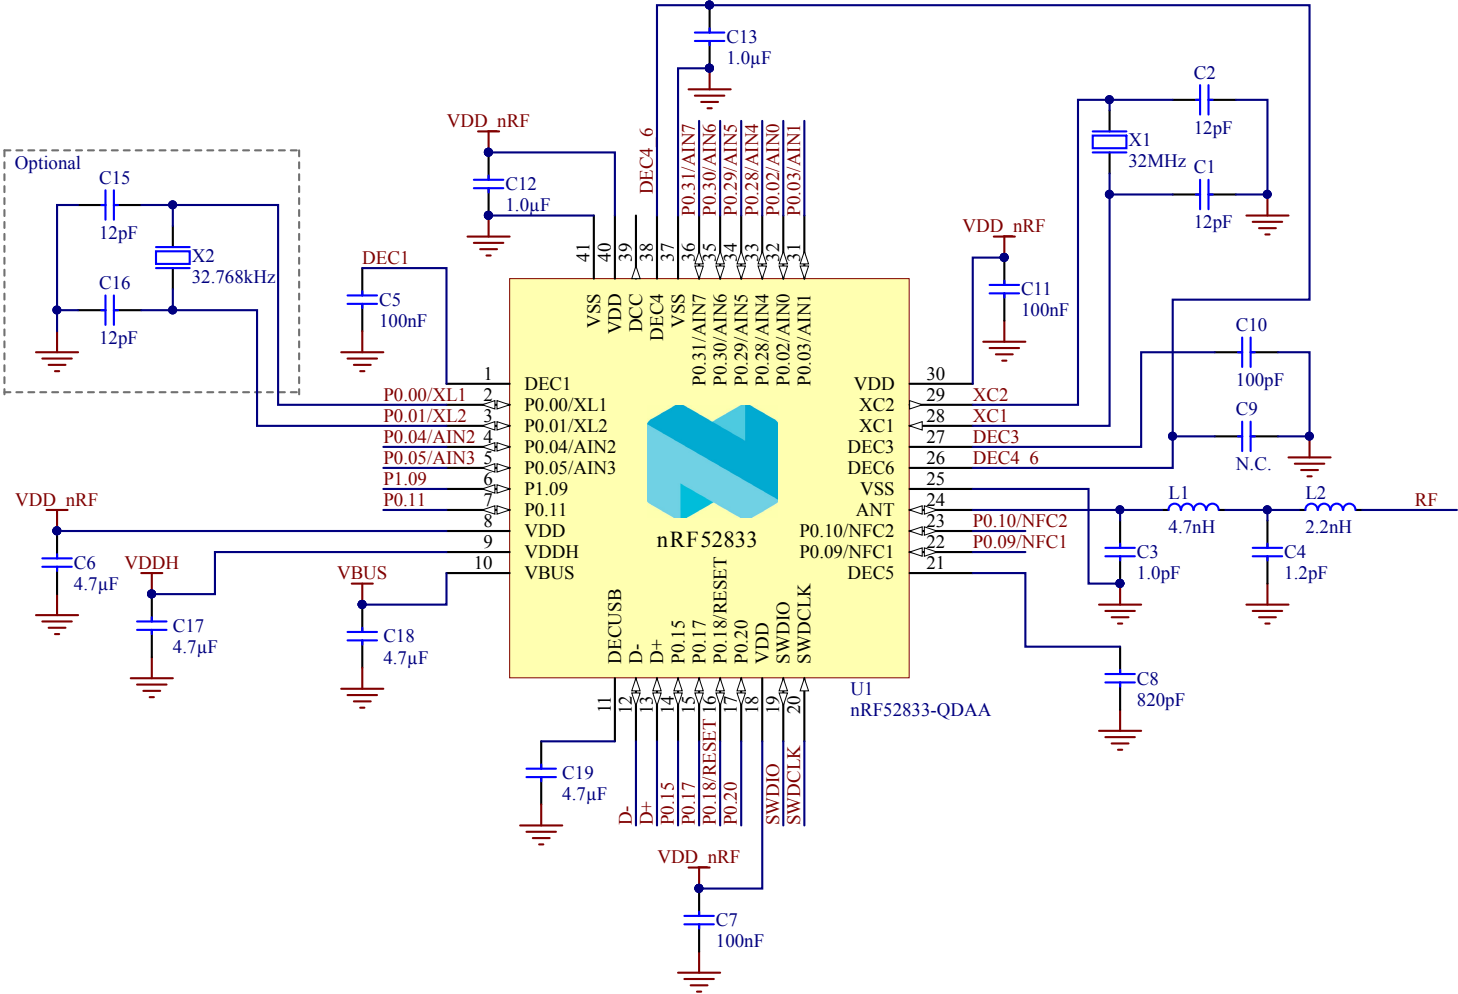 C13
1.0µF
C2
12pF
X1
32MHz
C1
12pF
VDD_nRF
C12
1.0µF
DEC4_6
P0.31/AIN7
P0.30/AIN6
P0.29/AIN5
P0.28/AIN4
P0.02/AIN0
P0.03/AIN1
Optional
C15
12pF
X2
32.768kHz
C16
12pF
DEC1
C5
100nF
VDD_nRF
C11
100nF
41
40
39
38
37
36
35
34
33
32
31
VSS
VDD
DCC
DEC4
VSS
P0.31/AIN7
P0.30/AIN6
P0.29/AIN5
P0.28/AIN4
P0.02/AIN0
P0.03/AIN1
C10
100pF
C9
N.C.
1 DEC1
P0.00/XL1 2 P0.00/XL1
P0.01/XL2 3 P0.01/XL2
P0.04/AIN2 4 P0.04/AIN2
P0.05/AIN3 5 P0.05/AIN3
P1.09 6 P1.09
P0.11 7 P0.11
8 VDD
9 VDDH
10 VBUS
VDD 30
XC2 29 XC2
XC1 28 XC1
DEC3 27 DEC3
DEC6 26 DEC4_6
VSS 25
ANT 24
P0.10/NFC2 23 P0.10/NFC2
P0.09/NFC1 22 P0.09/NFC1
DEC5 21
nRF52833
VDD_nRF
C6
4.7µF
VDDH
C17
4.7µF
VBUS
C18
4.7µF
L1
4.7nH
L2
2.2nH
RF
C3
1.0pF
C4
1.2pF
C8
820pF
DECUSB
D-
D+
P0.15
P0.17
P0.18/RESET
P0.20
VDD
SWDIO
SWDCLK
U1
nRF52833-QDAA
11
12
13
14
15
16
17
18
19
20
C19
4.7µF
D-
D+
P0.15
P0.17
P0.18/RESET
P0.20
SWDIO
SWDCLK
VDD_nRF
C7
100nF